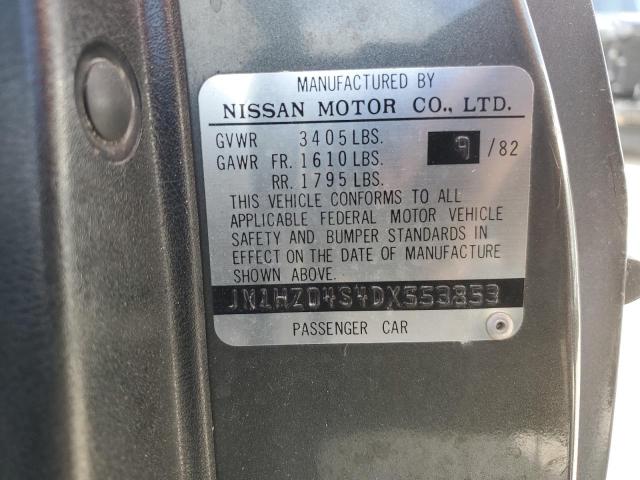 MANUFACTURED BY
NISSAN MOTOR CO., LTD.
GVWR 3405 LBS. 9 /82
GAWR FR. 1610 LBS.
RR. 1795 LBS.
THIS VEHICLE CONFORMS TO ALL
APPLICABLE FEDERAL MOTOR VEHICLE
SAFETY AND BUMPER STANDARDS IN
EFFECT ON THE DATE OF MANUFACTURE
SHOWN ABOVE.
JN1HZ04S4DX553853
PASSENGER CAR